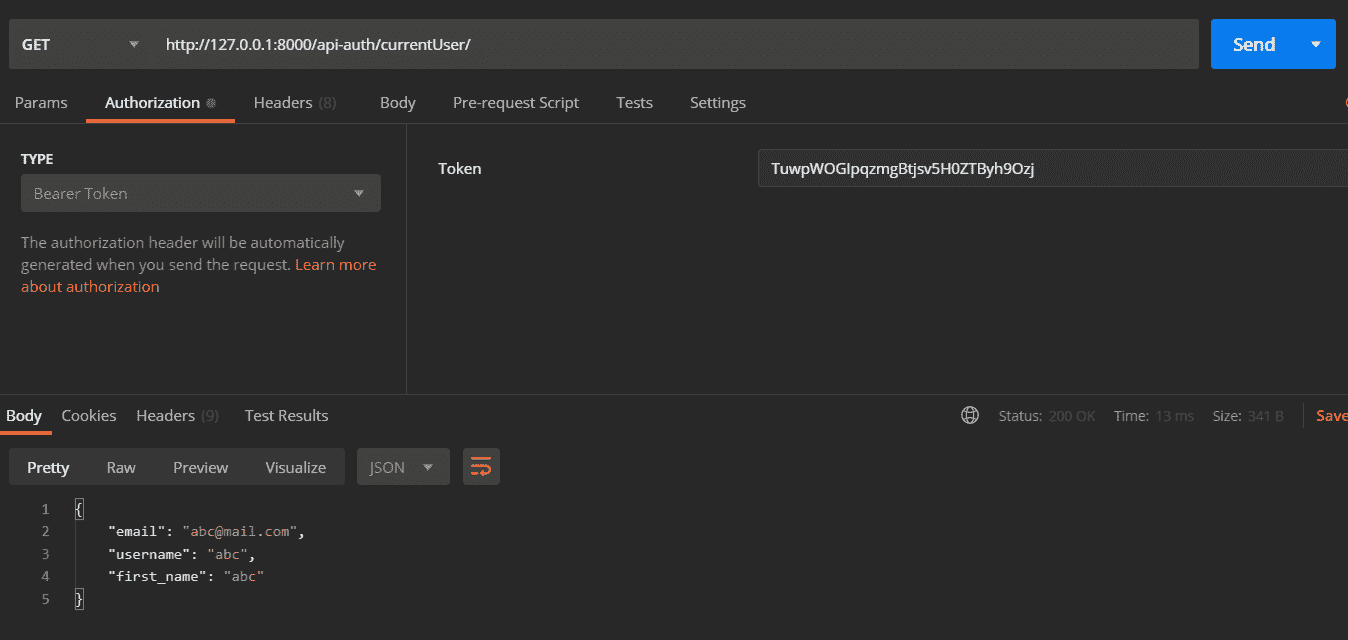 GET http://127.0.0.1:8000/api-auth/currentUser/ Send
Params Authorization Headers (8) Body Pre-request Script Tests Settings
TYPE
Bearer Token
The authorization header will be automatically
generated when you send the request. Learn more
about authorization
Token TuwpWOGIpqzmgBtjsv5H0ZTByh9Ozj
Body Cookies Headers (9) Test Results Status: 200 OK Time: 13 ms Size: 341 B Save
Pretty Raw Preview Visualize JSON
1 {
2 "email": "abc@mail.com",
3 "username": "abc",
4 "first_name": "abc"
5 }